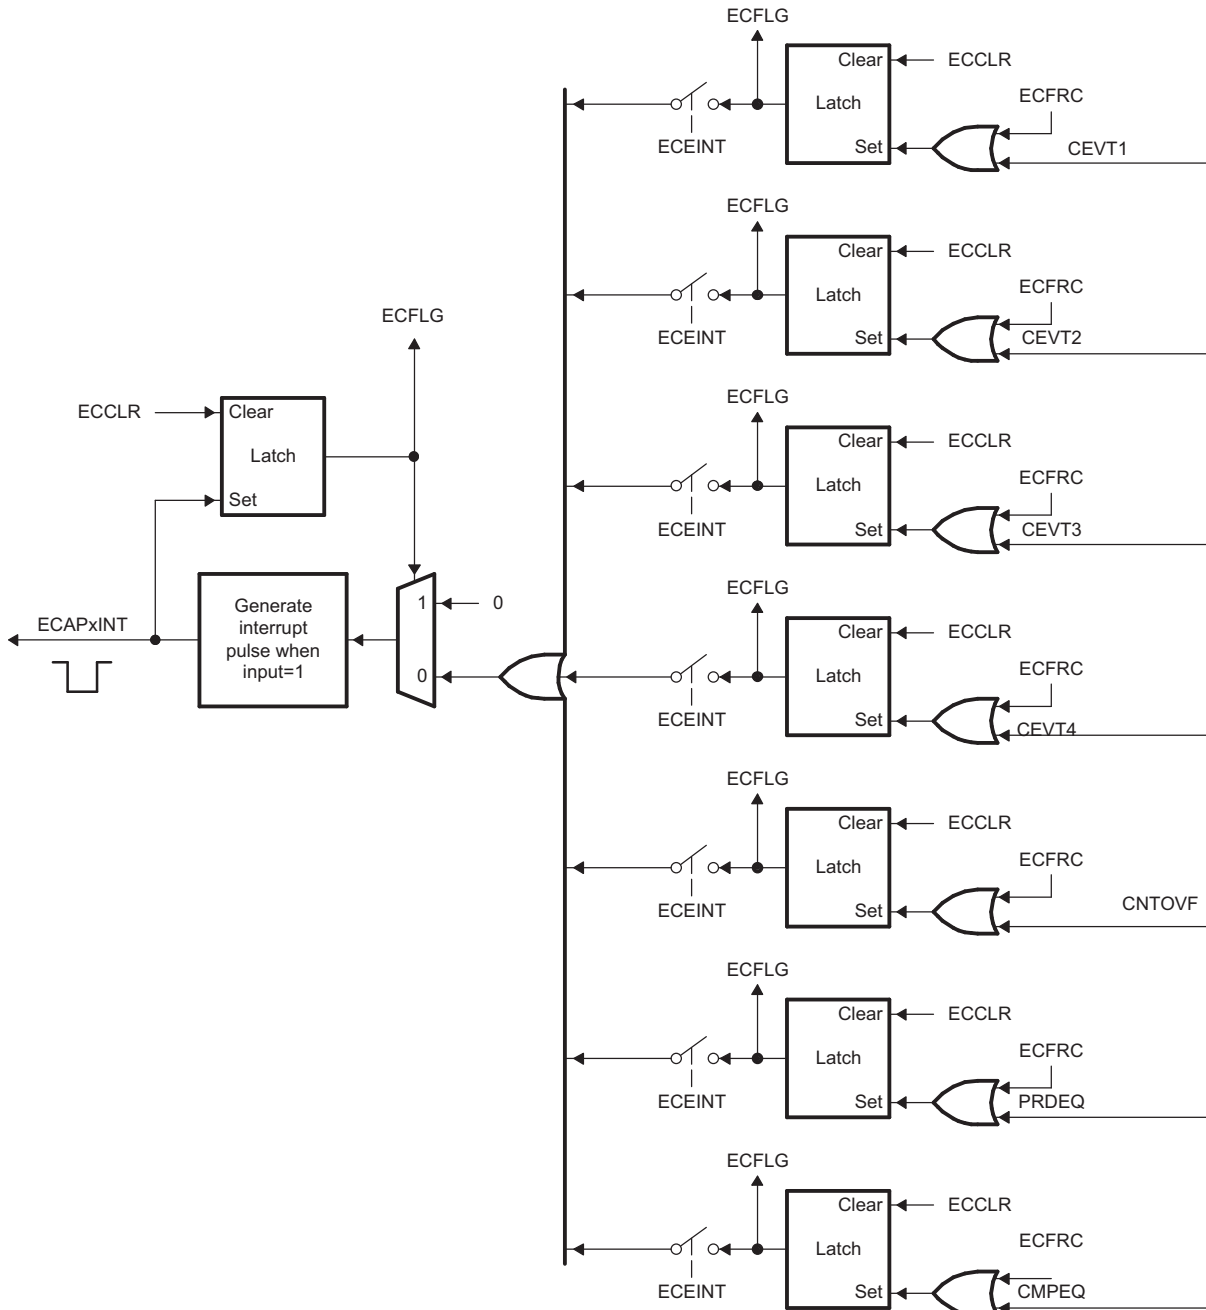 ECFLG
Clear
ECCLR
Latch
ECFRC
Set
CEVT1
ECEINT
ECFLG
Clear
ECCLR
Latch
ECFRC
Set
CEVT2
ECEINT
ECFLG
Clear
ECCLR
Latch
ECFRC
Set
CEVT3
ECEINT
ECFLG
Clear
ECCLR
Latch
ECFRC
Set
CEVT4
ECEINT
ECFLG
Clear
ECCLR
Latch
ECFRC
Set
CNTOVF
ECEINT
ECFLG
Clear
ECCLR
Latch
ECFRC
Set
PRDEQ
ECEINT
ECFLG
Clear
ECCLR
Latch
ECFRC
Set
CMPEQ
ECEINT
ECFLG
ECCLR
Clear
Latch
Set
ECAPxINT
Generate
interrupt
pulse when
input=1
1
0
0